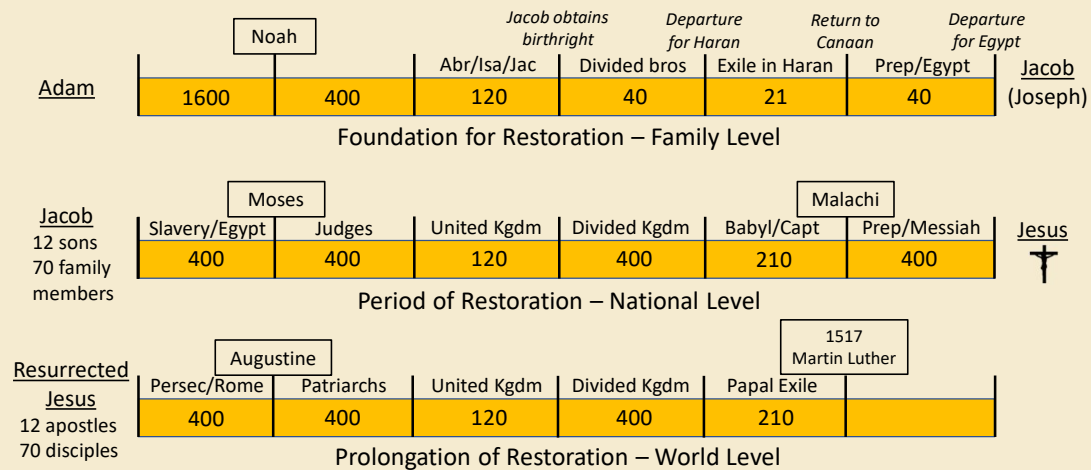 Jacob obtains birthright
Departure for Haran
Return to Canaan
Departure for Egypt
Noah
Abr/Isa/Jac
Divided bros
Exile in Haran
Prep/Egypt
Adam
1600
400
120
40
21
40
Jacob
(Joseph)
Foundation for Restoration – Family Level
Moses
Malachi
Jacob
12 sons
70 family
members
Slavery/Egypt
Judges
United Kgdm
Divided Kgdm
Babyl/Capt
Prep/Messiah
400
400
120
400
210
400
Jesus
Period of Restoration – National Level
Augustine
1517
Martin Luther
Resurrected
Jesus
12 apostles
70 disciples
Persec/Rome
Patriarchs
United Kgdm
Divided Kgdm
Papal Exile
400
400
120
400
210
Prolongation of Restoration – World Level